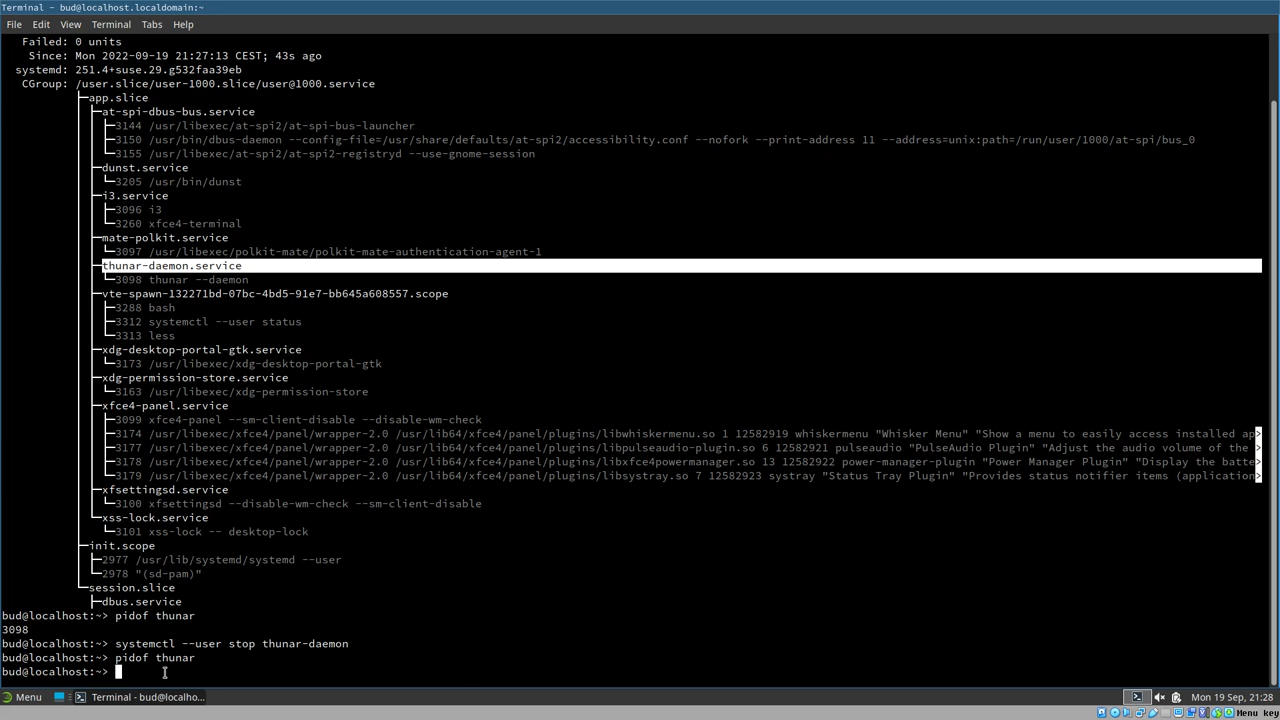 Terminal - bud@localhost.localdomain:~
File Edit View Terminal Tabs Help
Failed: 0 units
Since: Mon 2022-09-19 21:27:13 CEST; 43s ago
systemd: 251.4+suse.29.g532faa39eb
CGroup: /user.slice/user-1000.slice/user@1000.service
├─app.slice
├─at-spi-dbus-bus.service
├─3144 /usr/libexec/at-spi2/at-spi-bus-launcher
├─3150 /usr/bin/dbus-daemon --config-file=/usr/share/defaults/at-spi2/accessibility.conf --nofork --print-address 11 --address=unix:path=/run/user/1000/at-spi/bus_0
└─3155 /usr/libexec/at-spi2/at-spi2-registryd --use-gnome-session
├─dunst.service
└─3205 /usr/bin/dunst
├─i3.service
├─3096 i3
└─3260 xfce4-terminal
├─mate-polkit.service
└─3097 /usr/libexec/polkit-mate/polkit-mate-authentication-agent-1
├─thunar-daemon.service
└─3098 thunar --daemon
├─vte-spawn-132271bd-07bc-4bd5-91e7-bb645a608557.scope
├─3288 bash
├─3312 systemctl --user status
└─3313 less
├─xdg-desktop-portal-gtk.service
└─3173 /usr/libexec/xdg-desktop-portal-gtk
├─xdg-permission-store.service
└─3163 /usr/libexec/xdg-permission-store
├─xfce4-panel.service
├─3099 xfce4-panel --sm-client-disable --disable-wm-check
├─3174 /usr/lib64/xfce4/panel/wrapper-2.0 /usr/lib64/xfce4/panel/plugins/libwhiskermenu.so 1 12582919 whiskermenu "Whisker Menu" "Show a menu to easily access installed ap>
├─3177 /usr/lib64/xfce4/panel/wrapper-2.0 /usr/lib64/xfce4/panel/plugins/libpulseaudio-plugin.so 6 12582921 pulseaudio "PulseAudio Plugin" "Adjust the audio volume of the >
├─3178 /usr/lib64/xfce4/panel/wrapper-2.0 /usr/lib64/xfce4/panel/plugins/libxfce4powermanager.so 13 12582922 power-manager-plugin "Power Manager Plugin" "Display the batte>
└─3179 /usr/lib64/xfce4/panel/wrapper-2.0 /usr/lib64/xfce4/panel/plugins/libsystray.so 7 12582923 systray "Status Tray Plugin" "Provides status notifier items (application>
├─xfsettingsd.service
└─3100 xfsettingsd --disable-wm-check --sm-client-disable
└─xss-lock.service
└─3101 xss-lock -- desktop-lock
├─init.scope
├─2977 /usr/lib/systemd/systemd --user
└─2978 "(sd-pam)"
└─session.slice
├─dbus.service
bud@localhost:~> pidof thunar
3098
bud@localhost:~> systemctl --user stop thunar-daemon
bud@localhost:~> pidof thunar
bud@localhost:~>
Menu Terminal - bud@localho... Mon 19 Sep, 21:28
Menu key